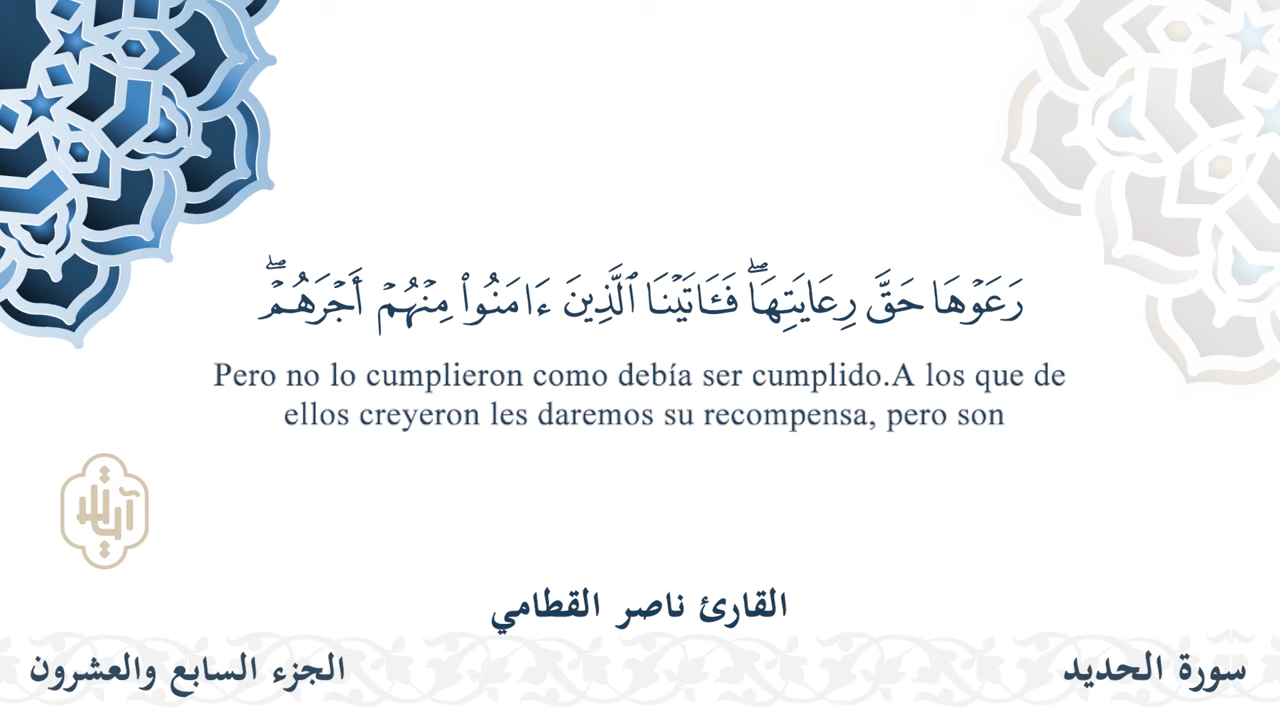 رَعَوْهَا حَقَّ رِعَايَتِهَاۖ فَـَٔاتَيْنَا ٱلَّذِينَ ءَامَنُوا۟ مِنْهُمْ أَجْرَهُمْۖ
Pero no lo cumplieron como debía ser cumplido.A los que de
ellos creyeron les daremos su recompensa, pero son
القارئ ناصر القطامي
سورة الحديد
الجزء السابع والعشرون